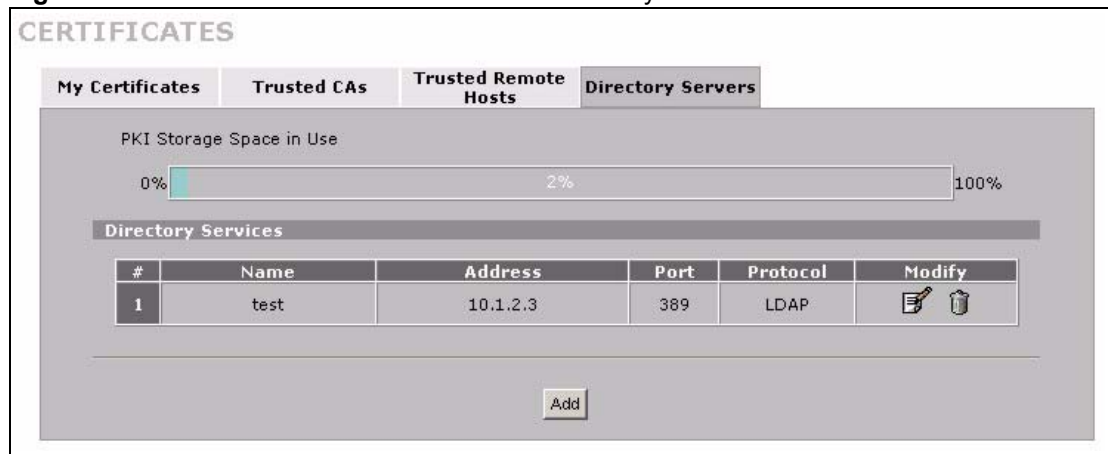 CERTIFICATES
My Certificates Trusted CAs Trusted Remote Hosts Directory Servers
PKI Storage Space in Use
0% 2% 100%
Directory Services
# Name Address Port Protocol Modify
1 test 10.1.2.3 389 LDAP
Add